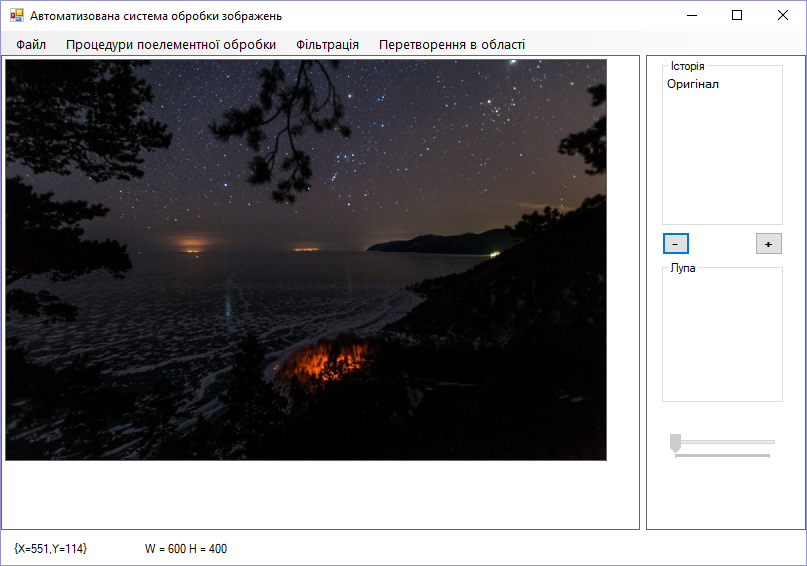 Автоматизована система обробки зображень
Файл Процедури поелементної обробки Фільтрація Перетворення в області
Історія
Оригінал
- +
Лупа
{X=551,Y=114} W = 600 H = 400